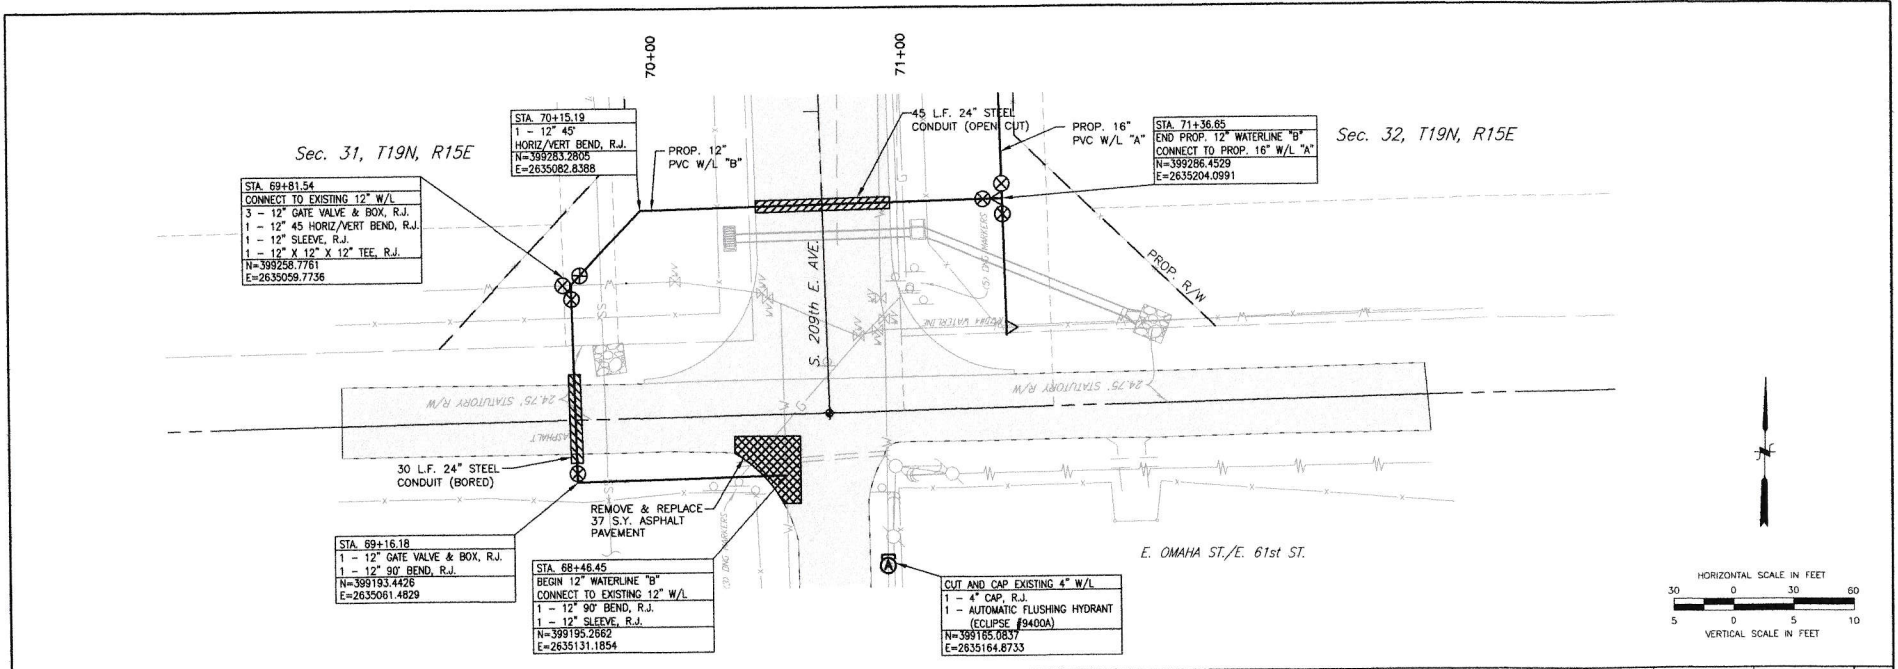 70+00
71+00
STA. 70+15.19
1 - 12" 45°
HORIZ/VERT BEND, R.J.
N=399283.2805
E=2635082.8388
PROP. 12"
PVC W/L "B"
45 L.F. 24" STEEL
CONDUIT (OPEN CUT)
PROP. 16"
PVC W/L "A"
STA. 71+36.65
END PROP. 12" WATERLINE "B"
CONNECT TO PROP. 16" W/L "A"
N=399286.4529
E=2635204.0991
Sec. 31, T19N, R15E
Sec. 32, T19N, R15E
STA. 69+81.54
CONNECT TO EXISTING 12" W/L
3 - 12" GATE VALVE & BOX, R.J.
1 - 12" 45 HORIZ/VERT BEND, R.J.
1 - 12" SLEEVE, R.J.
1 - 12" X 12" X 12" TEE, R.J.
N=399258.7761
E=2635059.7736
(5) DNG MARKERS
PROP. R/W
S. 209th E. AVE.
WATERLINE
24.75' STATUTORY R/W
24.75' STATUTORY R/W
ASPHALT
SS
30 L.F. 24" STEEL
CONDUIT (BORED)
REMOVE & REPLACE
37 S.Y. ASPHALT
PAVEMENT
(3) DNG MARKERS
STA. 69+16.18
1 - 12" GATE VALVE & BOX, R.J.
1 - 12" 90° BEND, R.J.
N=399193.4426
E=2635061.4829
STA. 68+46.45
BEGIN 12" WATERLINE "B"
CONNECT TO EXISTING 12" W/L
1 - 12" 90° BEND, R.J.
1 - 12" SLEEVE, R.J.
N=399195.2662
E=2635131.1854
A
CUT AND CAP EXISTING 4" W/L
1 - 4" CAP, R.J.
1 - AUTOMATIC FLUSHING HYDRANT
(ECLIPSE #9400A)
N=399165.0837
E=2635164.8733
E. OMAHA ST./E. 61st ST.
HORIZONTAL SCALE IN FEET
30 0 30 60
5 0 5 10
VERTICAL SCALE IN FEET